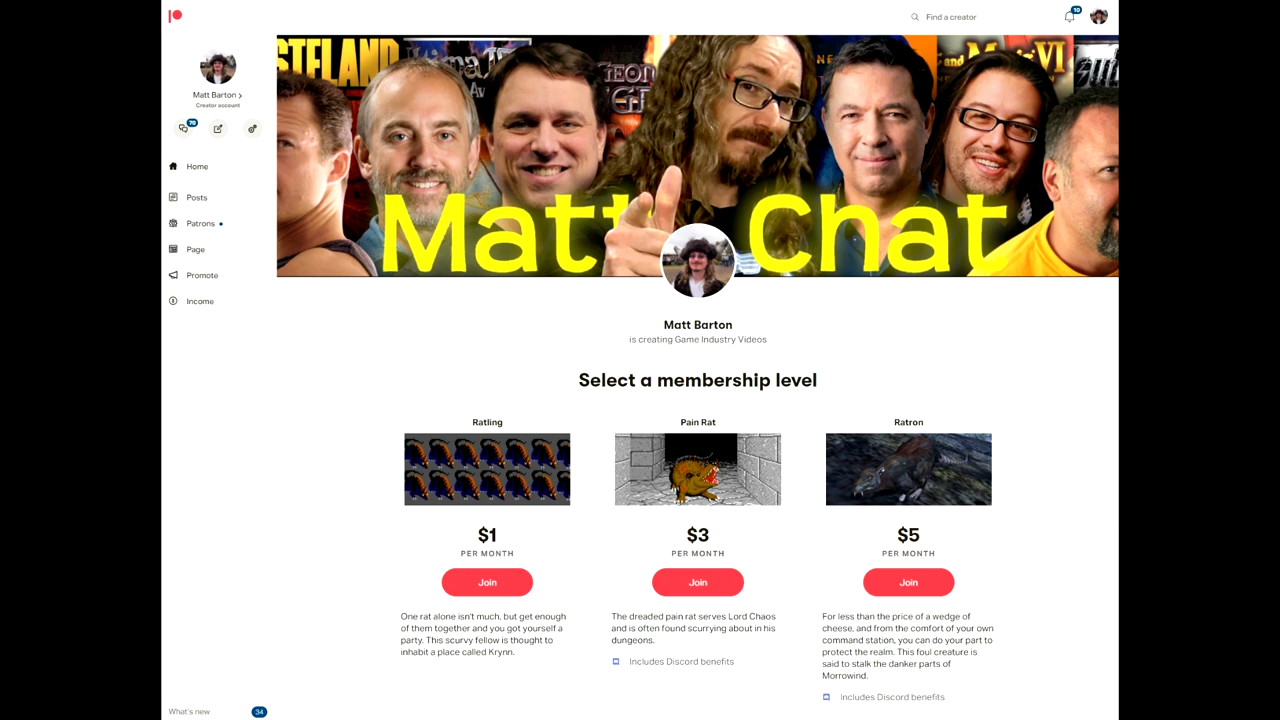 Find a creator
10
STELAND
and Magic VI
Matt Chat
Matt Barton
Creator account
70
Home
Posts
Patrons
Page
Promote
Income
Matt Barton
is creating Game Industry Videos
Select a membership level
Ratling
Pain Rat
Ratron
$1
PER MONTH
Join
$3
PER MONTH
Join
$5
PER MONTH
Join
One rat alone isn't much, but get enough
of them together and you got yourself a
party. This scurvy fellow is thought to
inhabit a place called Krynn.
The dreaded pain rat serves Lord Chaos
and is often found scurrying about in his
dungeons.
Includes Discord benefits
For less than the price of a wedge of
cheese, and from the comfort of your own
command station, you can do your part to
protect the realm. This foul creature is
said to stalk the danker parts of
Morrowind.
Includes Discord benefits
What's new
34